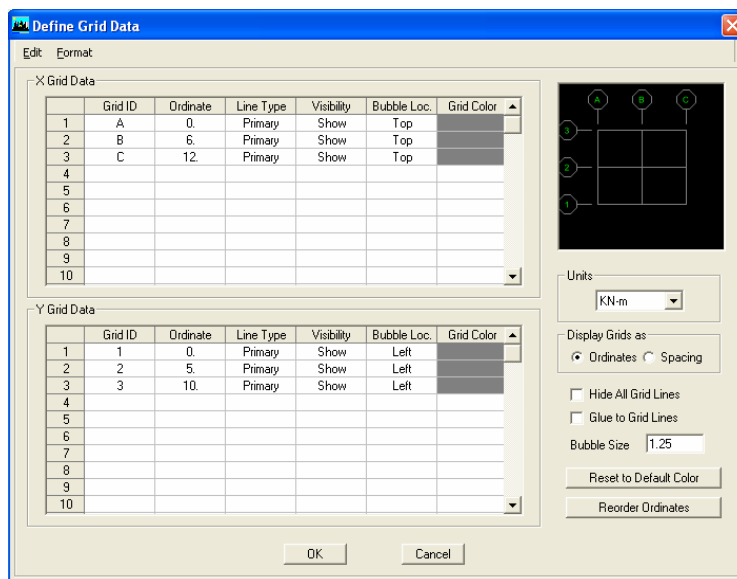 Define Grid Data
Edit Format
X Grid Data
Grid ID Ordinate Line Type Visibility Bubble Loc. Grid Color
1 A 0. Primary Show Top
2 B 6. Primary Show Top
3 C 12. Primary Show Top
4
5
6
7
8
9
10
Y Grid Data
Grid ID Ordinate Line Type Visibility Bubble Loc. Grid Color
1 1 0. Primary Show Left
2 2 5. Primary Show Left
3 3 10. Primary Show Left
4
5
6
7
8
9
10
A B C
3
2
1
Units
KN-m
Display Grids as
Ordinates Spacing
Hide All Grid Lines
Glue to Grid Lines
Bubble Size 1.25
Reset to Default Color
Reorder Ordinates
OK Cancel